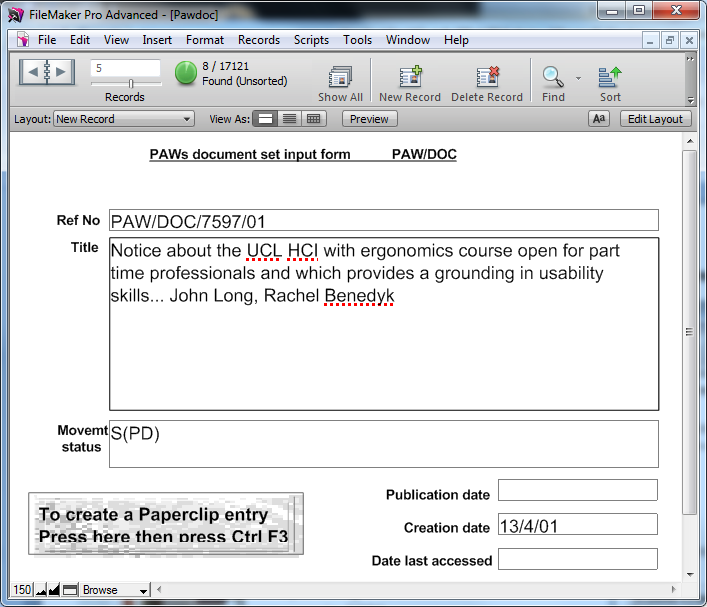 FileMaker Pro Advanced - [Pawdoc]
File Edit View Insert Format Records Scripts Tools Window Help
5
Records
8 / 17121
Found (Unsorted)
Show All
New Record
Delete Record
Find
Sort
Layout: New Record View As: Preview Aa Edit Layout
PAWs document set input form PAW/DOC
Ref No PAW/DOC/7597/01
Title Notice about the UCL HCI with ergonomics course open for part
time professionals and which provides a grounding in usability
skills... John Long, Rachel Benedyk
Movemt
status
S(PD)
To create a Paperclip entry
Press here then press Ctrl F3
Publication date
Creation date 13/4/01
Date last accessed
150 Browse